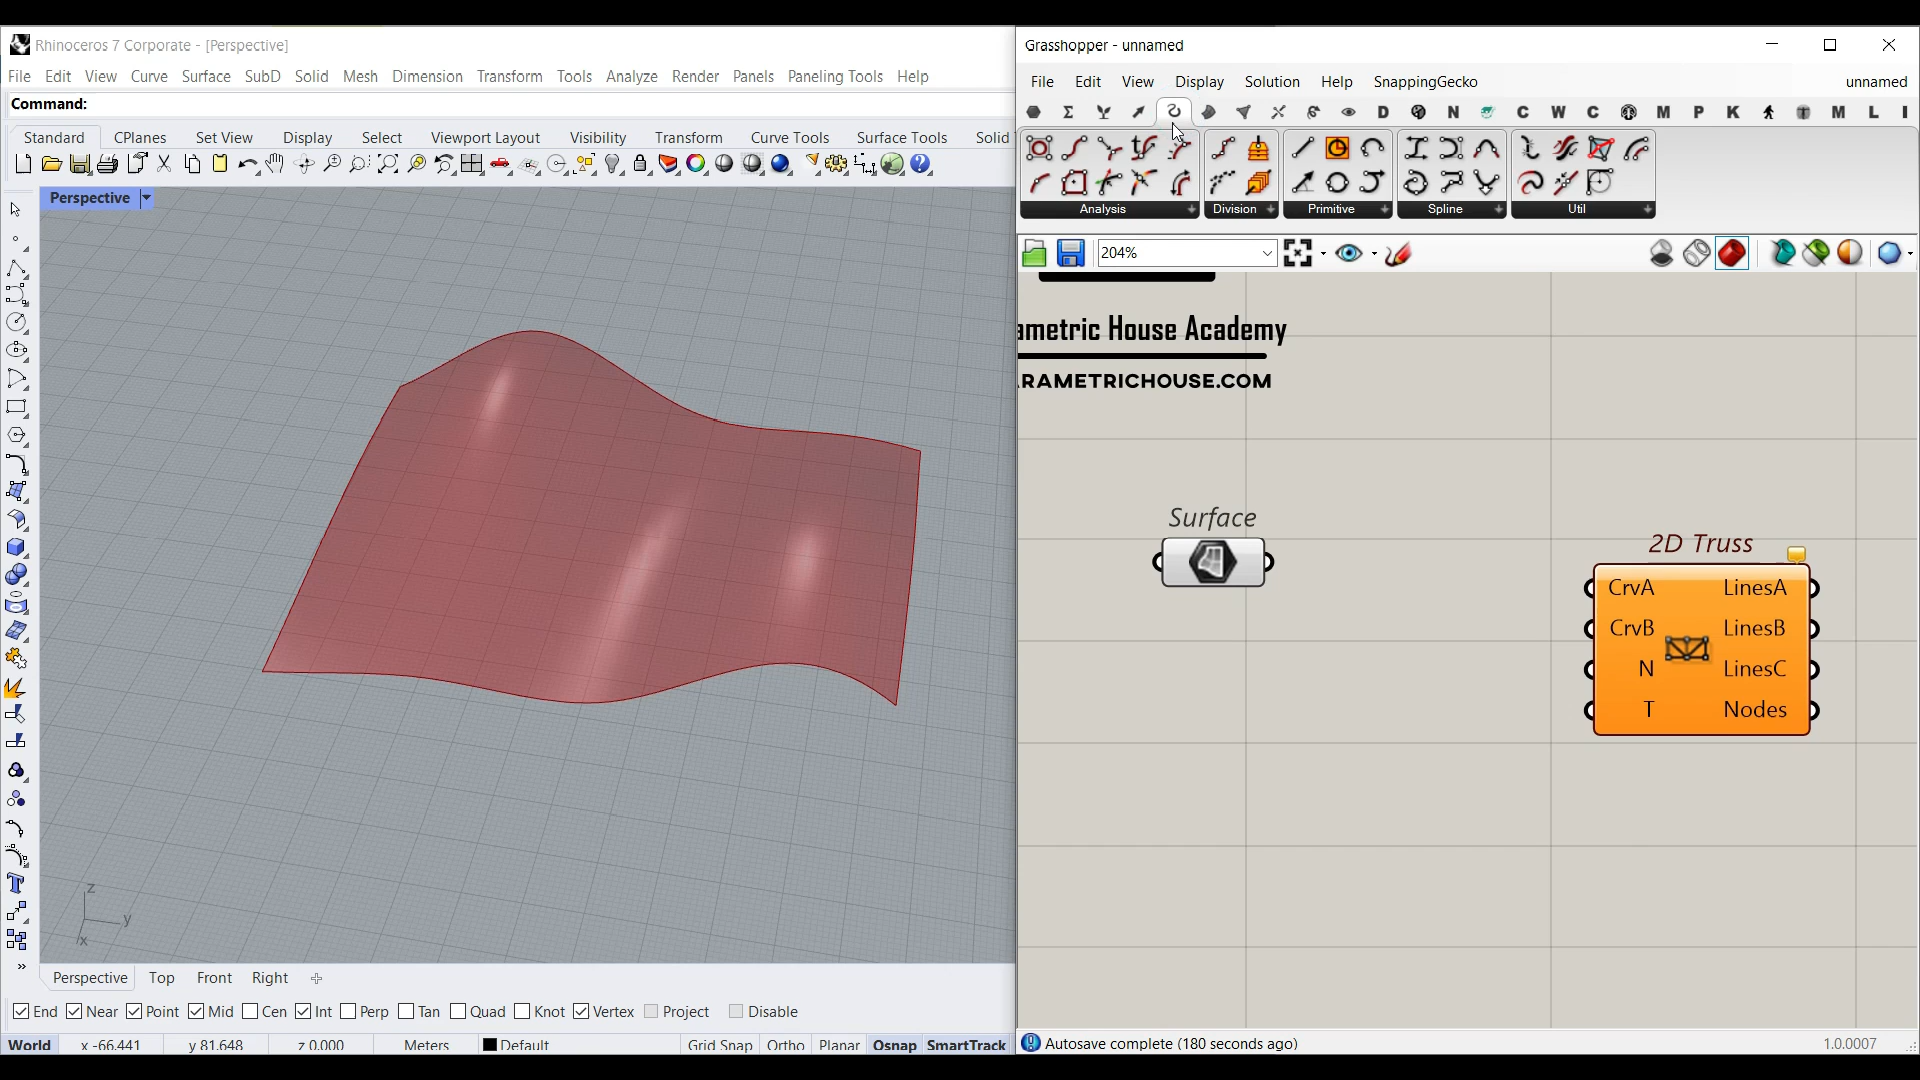 Rhinoceros 7 Corporate - [Perspective]
File Edit View Curve Surface SubD Solid Mesh Dimension Transform Tools Analyze Render Panels Paneling Tools Help
Command:
Standard CPlanes Set View Display Select Viewport Layout Visibility Transform Curve Tools Surface Tools Solid
Perspective
z
y
x
Perspective Top Front Right
End Near Point Mid Cen Int Perp Tan Quad Knot Vertex Project Disable
World x -66.441 y 81.648 z 0.000 Meters Default Grid Snap Ortho Planar Osnap SmartTrack
Grasshopper - unnamed
File Edit View Display Solution Help SnappingGecko unnamed
D N C W C M P K M L I
Analysis Division Primitive Spline Util
204%
ametric House Academy
RAMETRICHOUSE.COM
Surface
2D Truss
CrvA LinesA
CrvB LinesB
N LinesC
T Nodes
Autosave complete (180 seconds ago) 1.0.0007